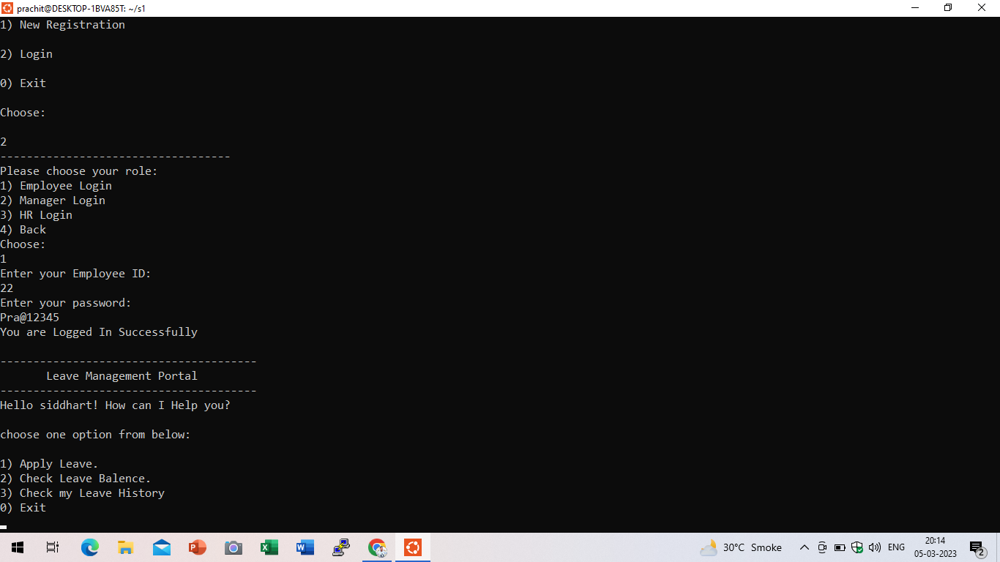 prachit@DESKTOP-1BVA85T: ~/s1
1) New Registration
2) Login
0) Exit
Choose:
2
-----------------------------------
Please choose your role:
1) Employee Login
2) Manager Login
3) HR Login
4) Back
Choose:
1
Enter your Employee ID:
22
Enter your password:
Pra@12345
You are Logged In Successfully
---------------------------------------
Leave Management Portal
---------------------------------------
Hello siddhart! How can I Help you?
choose one option from below:
1) Apply Leave.
2) Check Leave Balence.
3) Check my Leave History
0) Exit
30°C Smoke
ENG
20:14
05-03-2023
2